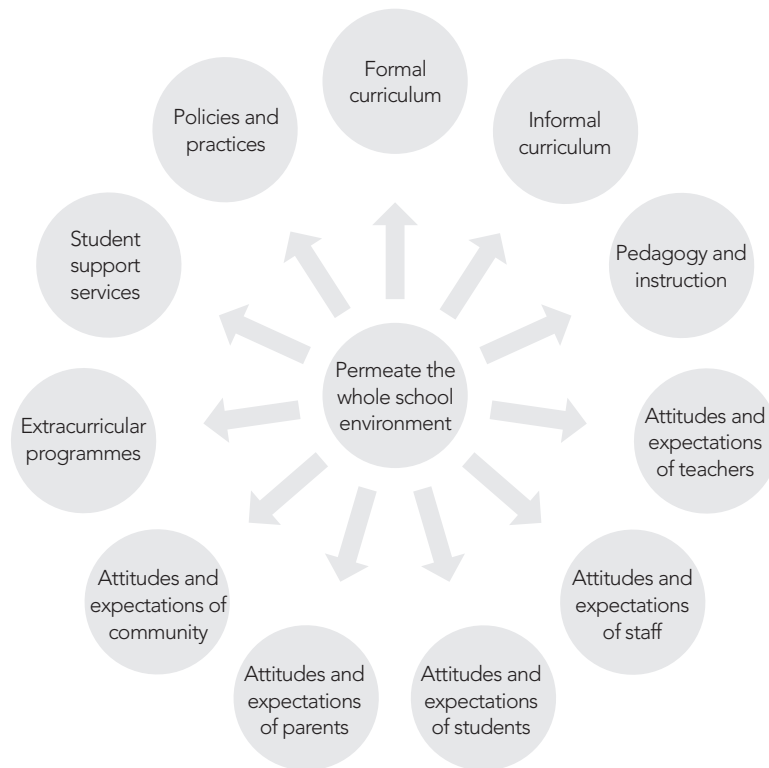 Formal
curriculum
Informal
curriculum
Pedagogy and
instruction
Attitudes and
expectations
of teachers
Attitudes and
expectations
of staff
Attitudes and
expectations
of students
Attitudes and
expectations
of parents
Attitudes and
expectations of
community
Extracurricular
programmes
Student
support
services
Policies and
practices
Permeate the
whole school
environment